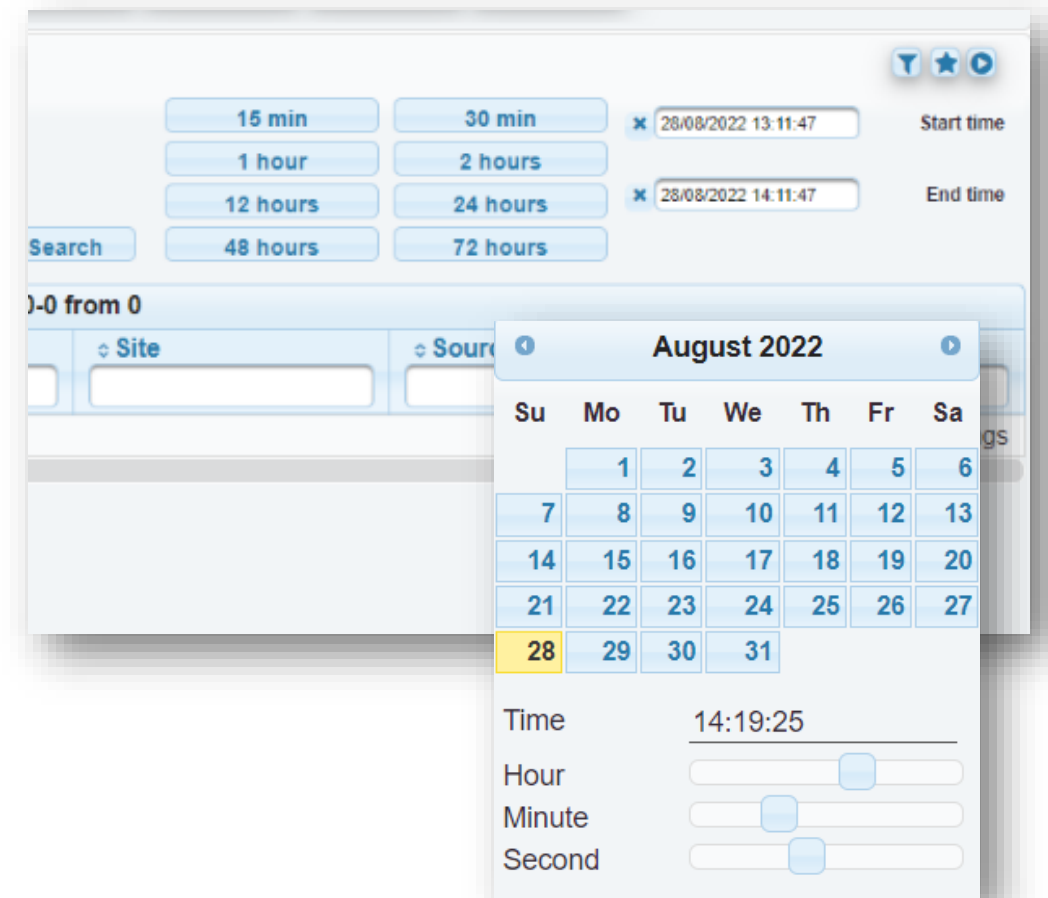 15 min 30 min 28/08/2022 13:11:47 Start time
1 hour 2 hours
12 hours 24 hours 28/08/2022 14:11:47 End time
Search 48 hours 72 hours
0-0 from 0
Site Sourc
gs
August 2022
Su Mo Tu We Th Fr Sa
1 2 3 4 5 6
7 8 9 10 11 12 13
14 15 16 17 18 19 20
21 22 23 24 25 26 27
28 29 30 31
Time 14:19:25
Hour
Minute
Second